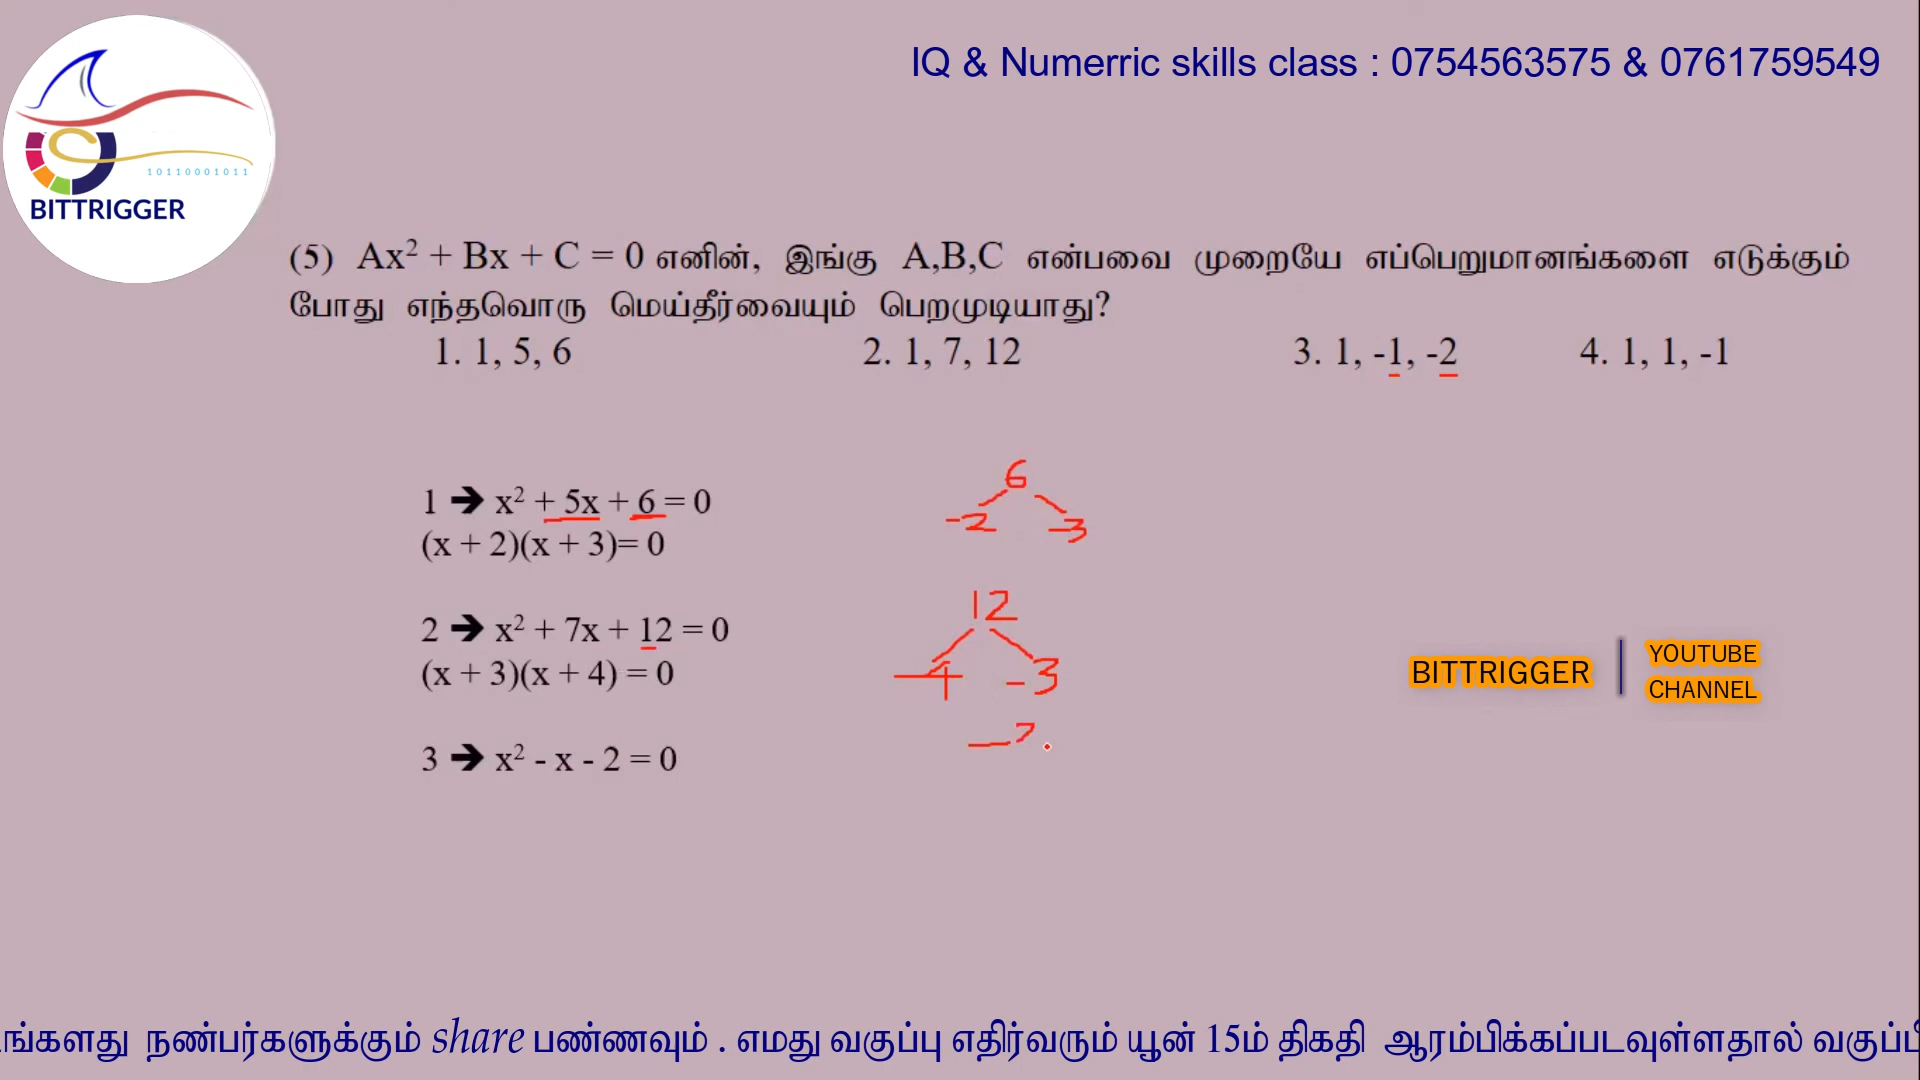 IQ & Numerric skills class : 0754563575 & 0761759549
10110001011
BITTRIGGER
(5) Ax² + Bx + C = 0 எனின், இங்கு A,B,C என்பவை முறையே எப்பெறுமானங்களை எடுக்கும்
போது எந்தவொரு மெய்தீர்வையும் பெறமுடியாது?
1. 1, 5, 6 2. 1, 7, 12 3. 1, -1, -2 4. 1, 1, -1
6
1 ➔ x² + 5x + 6 = 0
-2 -3
(x + 2)(x + 3)= 0
12
2 ➔ x² + 7x + 12 = 0
(x + 3)(x + 4) = 0
-4 -3
BITTRIGGER
YOUTUBE
CHANNEL
-2
3 ➔ x² - x - 2 = 0
ங்களது நண்பர்களுக்கும் share பண்ணவும் . எமது வகுப்பு எதிர்வரும் யூன் 15ம் திகதி ஆரம்பிக்கப்படவுள்ளதால்